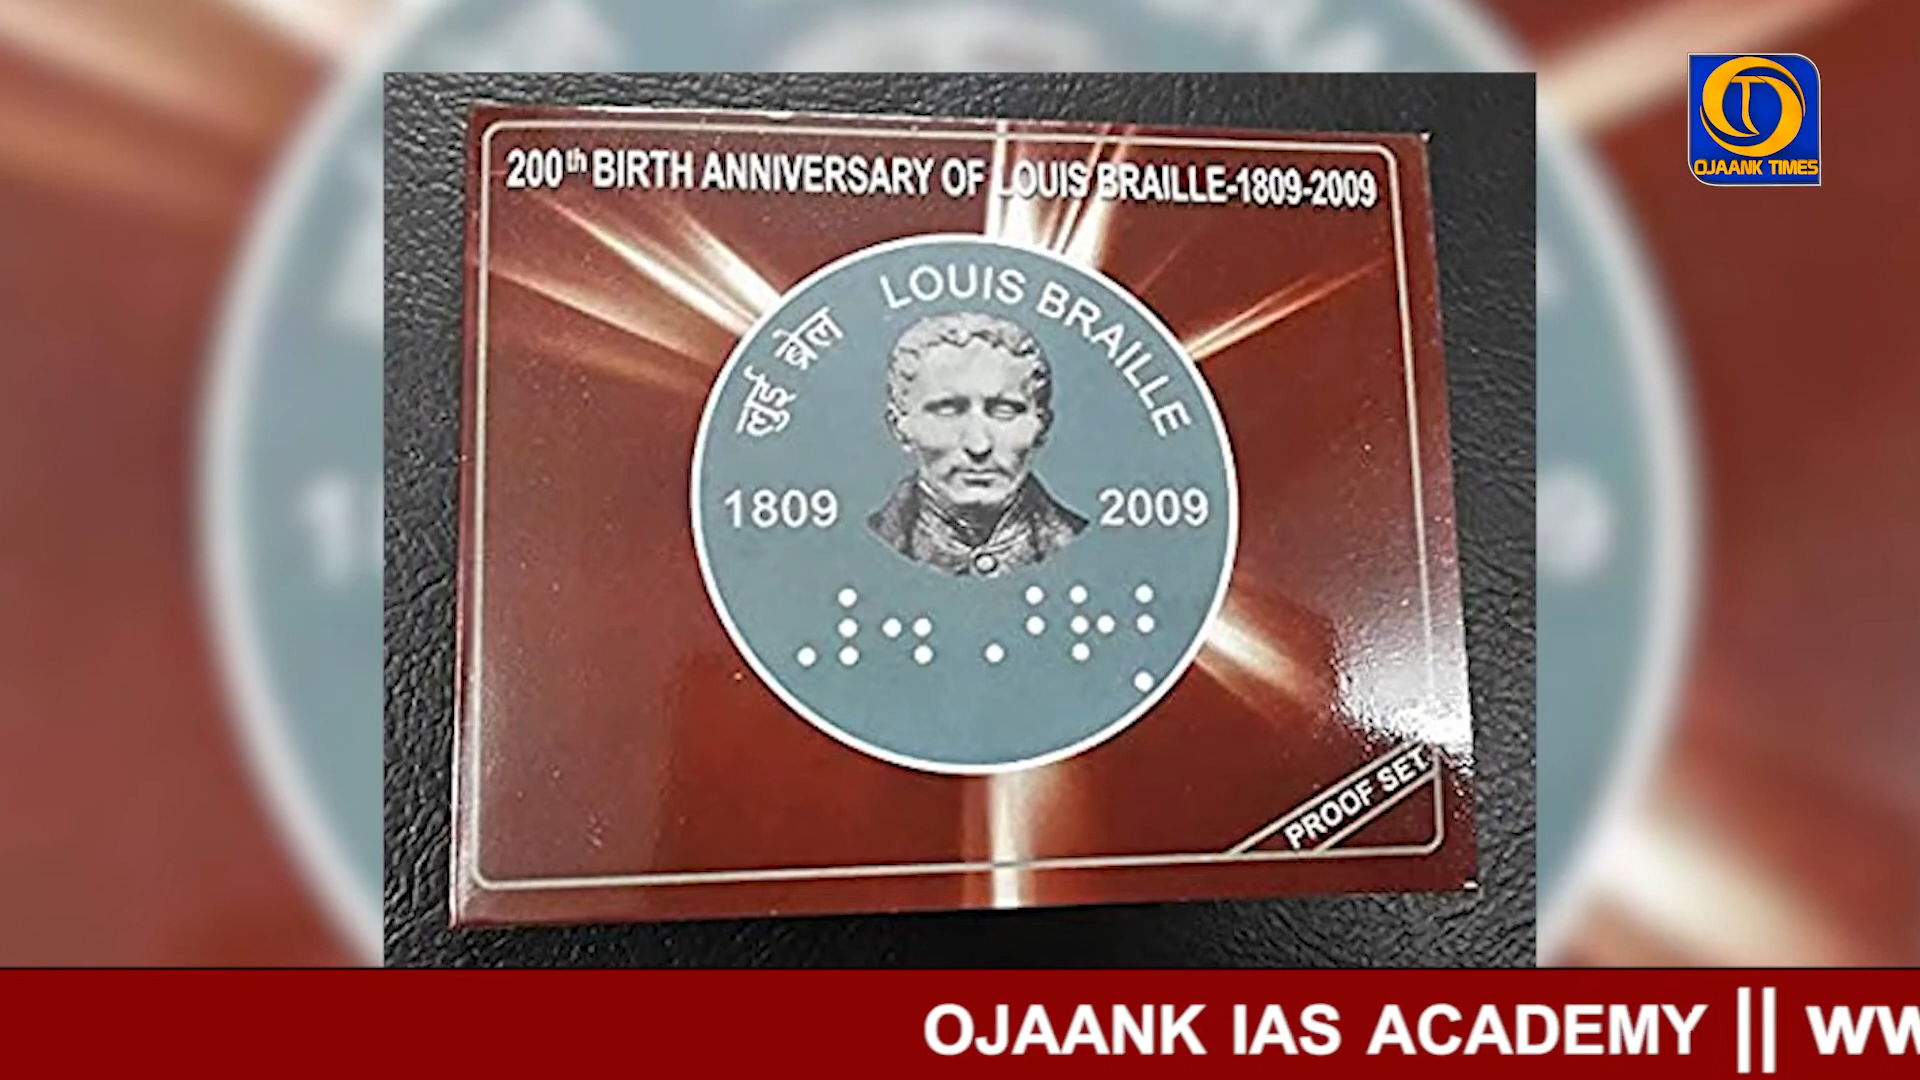 OJAANK TIMES
200th BIRTH ANNIVERSARY OF LOUIS BRAILLE-1809-2009
लुई ब्रेल LOUIS BRAILLE
1809 2009
PROOF SET
OJAANK IAS ACADEMY || ww